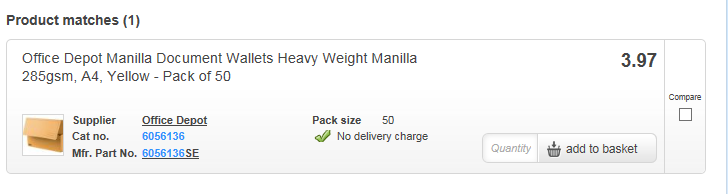 Product matches (1)
Office Depot Manilla Document Wallets Heavy Weight Manilla
285gsm, A4, Yellow - Pack of 50
3.97
Compare
Supplier Office Depot
Pack size 50
Cat no. 6056136
No delivery charge
Mfr. Part No. 6056136SE
Quantity
add to basket